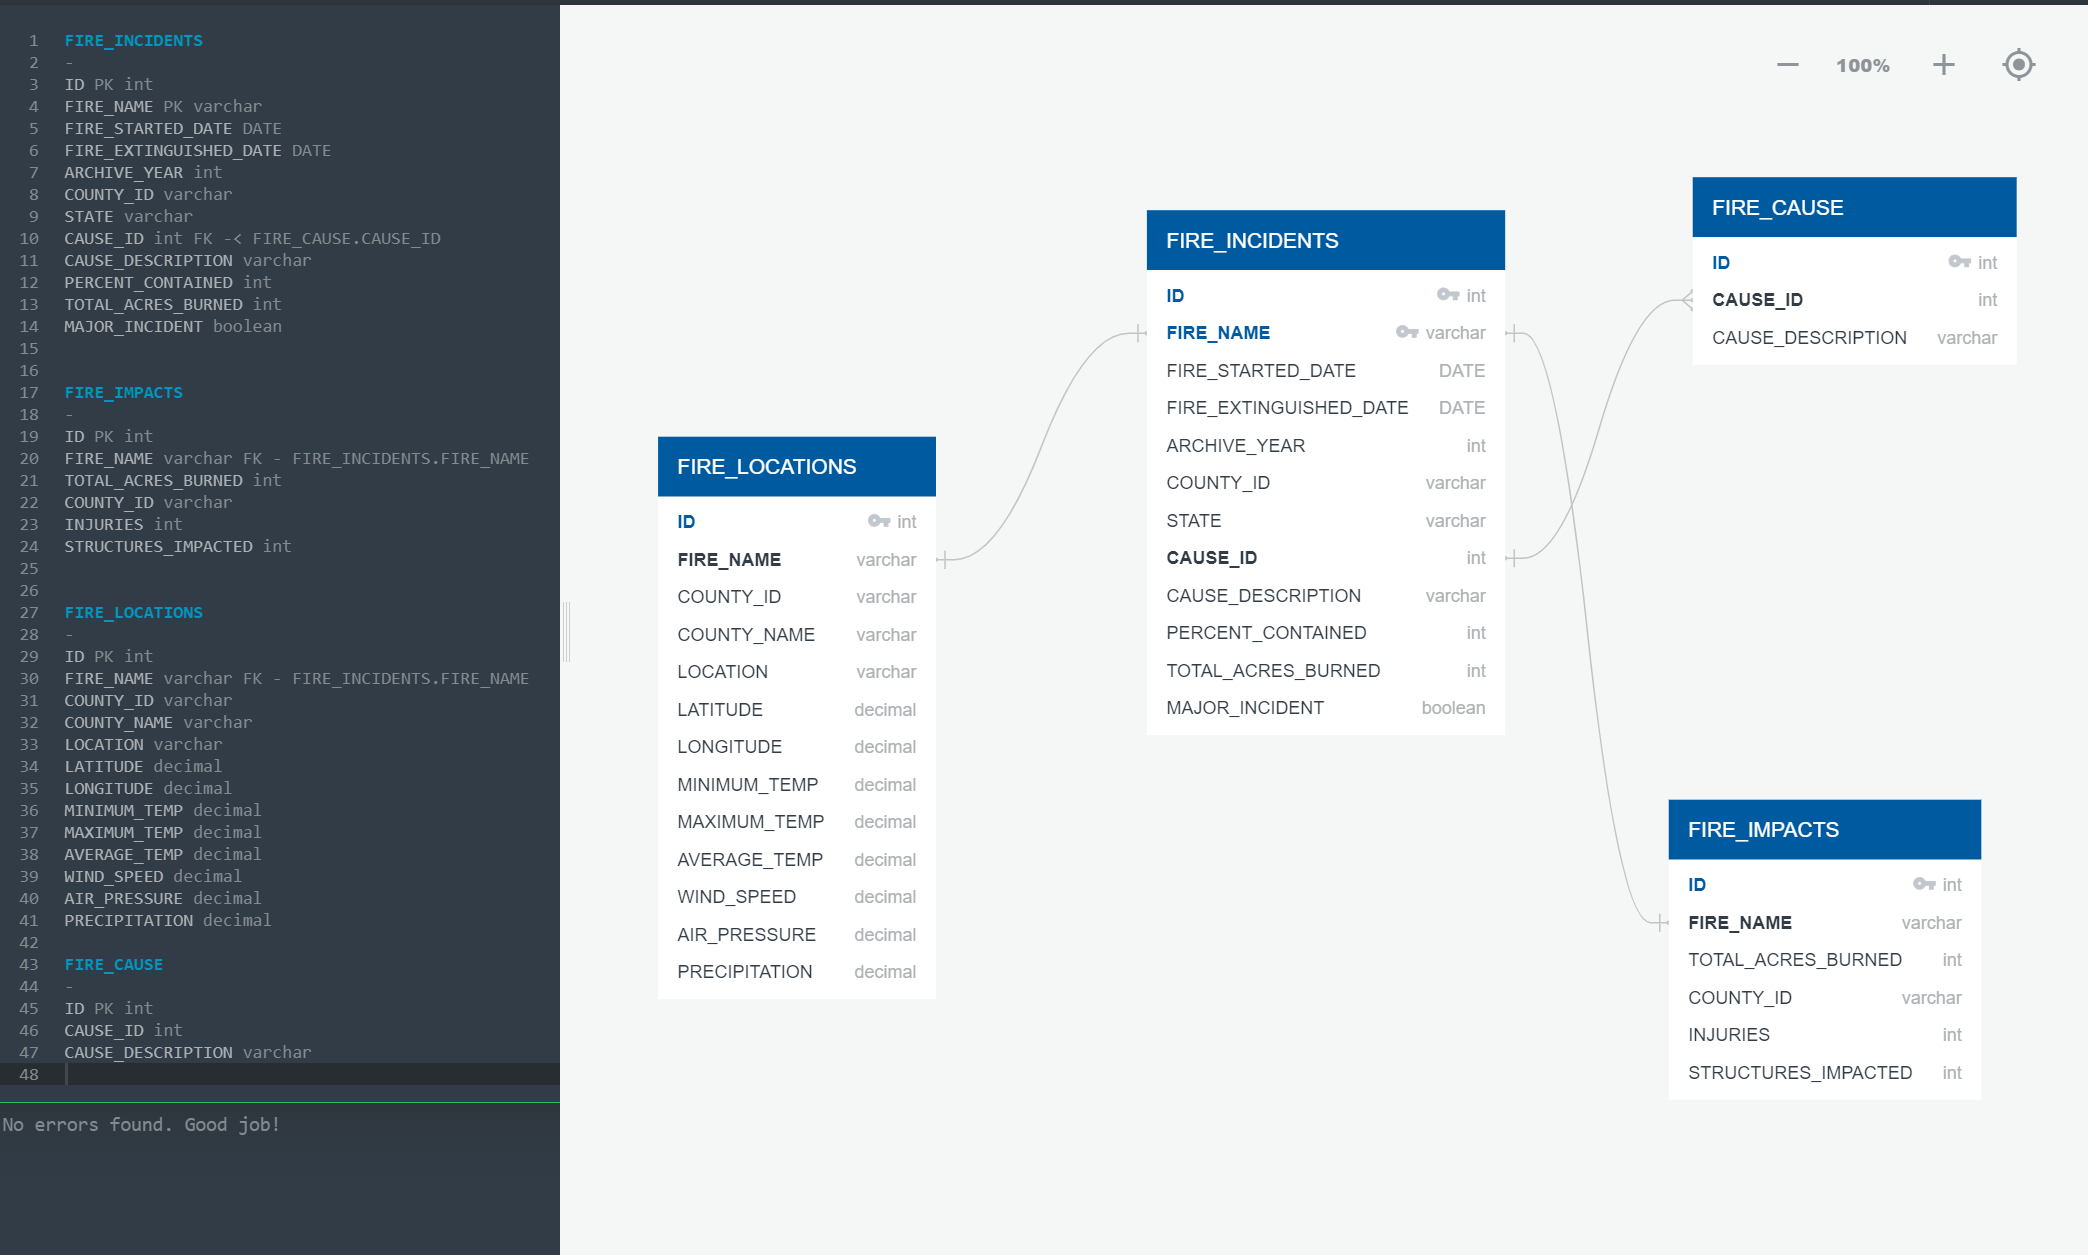 1 FIRE_INCIDENTS
2 -
3 ID PK int
4 FIRE_NAME PK varchar
5 FIRE_STARTED_DATE DATE
6 FIRE_EXTINGUISHED_DATE DATE
7 ARCHIVE_YEAR int
8 COUNTY_ID varchar
9 STATE varchar
10 CAUSE_ID int FK -< FIRE_CAUSE.CAUSE_ID
11 CAUSE_DESCRIPTION varchar
12 PERCENT_CONTAINED int
13 TOTAL_ACRES_BURNED int
14 MAJOR_INCIDENT boolean
15
16
17 FIRE_IMPACTS
18 -
19 ID PK int
20 FIRE_NAME varchar FK - FIRE_INCIDENTS.FIRE_NAME
21 TOTAL_ACRES_BURNED int
22 COUNTY_ID varchar
23 INJURIES int
24 STRUCTURES_IMPACTED int
25
26
27 FIRE_LOCATIONS
28 -
29 ID PK int
30 FIRE_NAME varchar FK - FIRE_INCIDENTS.FIRE_NAME
31 COUNTY_ID varchar
32 COUNTY_NAME varchar
33 LOCATION varchar
34 LATITUDE decimal
35 LONGITUDE decimal
36 MINIMUM_TEMP decimal
37 MAXIMUM_TEMP decimal
38 AVERAGE_TEMP decimal
39 WIND_SPEED decimal
40 AIR_PRESSURE decimal
41 PRECIPITATION decimal
42
43 FIRE_CAUSE
44 -
45 ID PK int
46 CAUSE_ID int
47 CAUSE_DESCRIPTION varchar
48
No errors found. Good job!
100%
FIRE_LOCATIONS
ID int
FIRE_NAME varchar
COUNTY_ID varchar
COUNTY_NAME varchar
LOCATION varchar
LATITUDE decimal
LONGITUDE decimal
MINIMUM_TEMP decimal
MAXIMUM_TEMP decimal
AVERAGE_TEMP decimal
WIND_SPEED decimal
AIR_PRESSURE decimal
PRECIPITATION decimal
FIRE_INCIDENTS
ID int
FIRE_NAME varchar
FIRE_STARTED_DATE DATE
FIRE_EXTINGUISHED_DATE DATE
ARCHIVE_YEAR int
COUNTY_ID varchar
STATE varchar
CAUSE_ID int
CAUSE_DESCRIPTION varchar
PERCENT_CONTAINED int
TOTAL_ACRES_BURNED int
MAJOR_INCIDENT boolean
FIRE_CAUSE
ID int
CAUSE_ID int
CAUSE_DESCRIPTION varchar
FIRE_IMPACTS
ID int
FIRE_NAME varchar
TOTAL_ACRES_BURNED int
COUNTY_ID varchar
INJURIES int
STRUCTURES_IMPACTED int